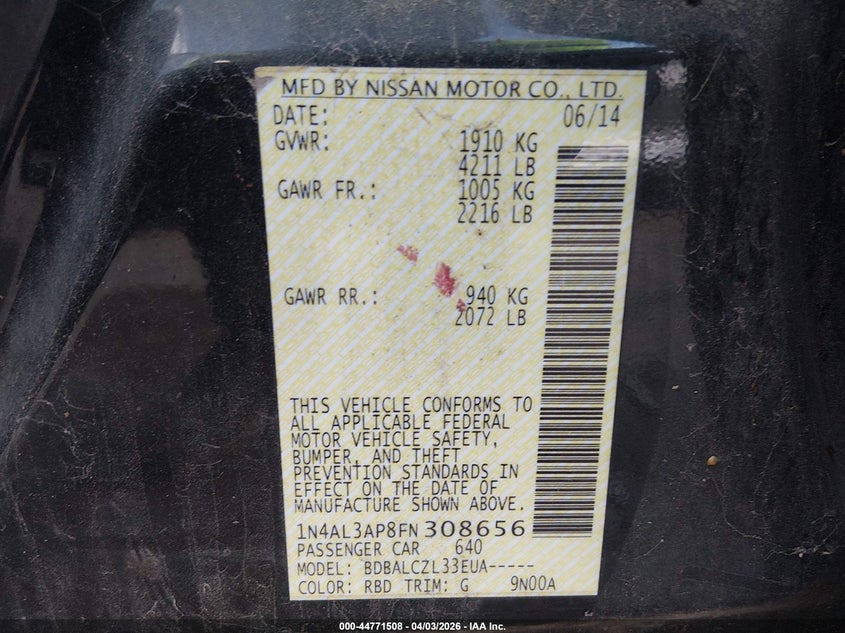 MFD BY NISSAN MOTOR CO., LTD.
DATE: 06/14
GVWR: 1910 KG
4211 LB
GAWR FR.: 1005 KG
2216 LB
GAWR RR.: 940 KG
2072 LB
THIS VEHICLE CONFORMS TO
ALL APPLICABLE FEDERAL
MOTOR VEHICLE SAFETY,
BUMPER, AND THEFT
PREVENTION STANDARDS IN
EFFECT ON THE DATE OF
MANUFACTURE SHOWN ABOVE.
1N4AL3AP8FN308656
PASSENGER CAR 640
MODEL: BDBALCZL33EUA-----
COLOR: RBD TRIM: G 9N00A
000-44771508 - 04/03/2026 - IAA Inc.